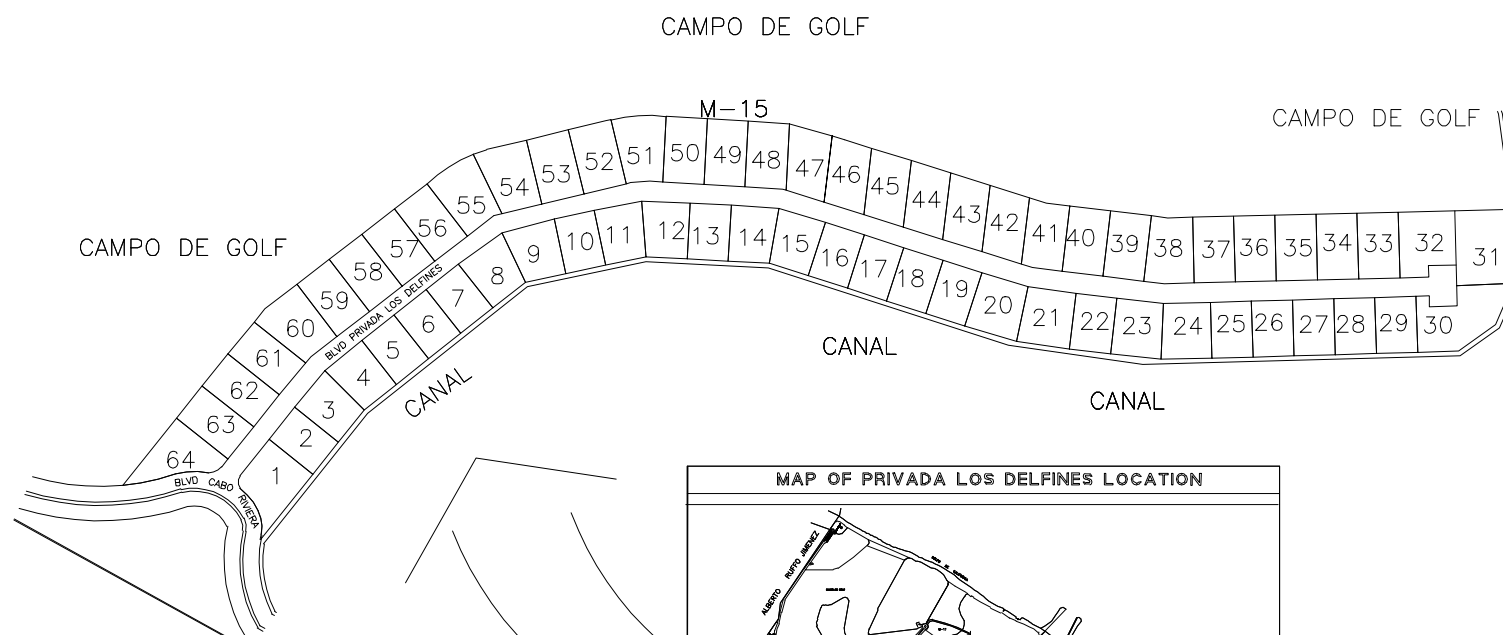 CAMPO DE GOLF
M-15
CAMPO DE GOLF
CAMPO DE GOLF
64 63 62 61 60 59 58 57 56 55 54 53 52 51 50 49 48 47 46 45 44 43 42 41 40 39 38 37 36 35 34 33 32 31
1 2 3 4 5 6 7 8 9 10 11 12 13 14 15 16 17 18 19 20 21 22 23 24 25 26 27 28 29 30
BLVD PRIVADA LOS DELFINES
CANAL
CANAL
CANAL
BLVD CABO RIVIERA
MAP OF PRIVADA LOS DELFINES LOCATION
ALBERTO RUFFO JIMENEZ